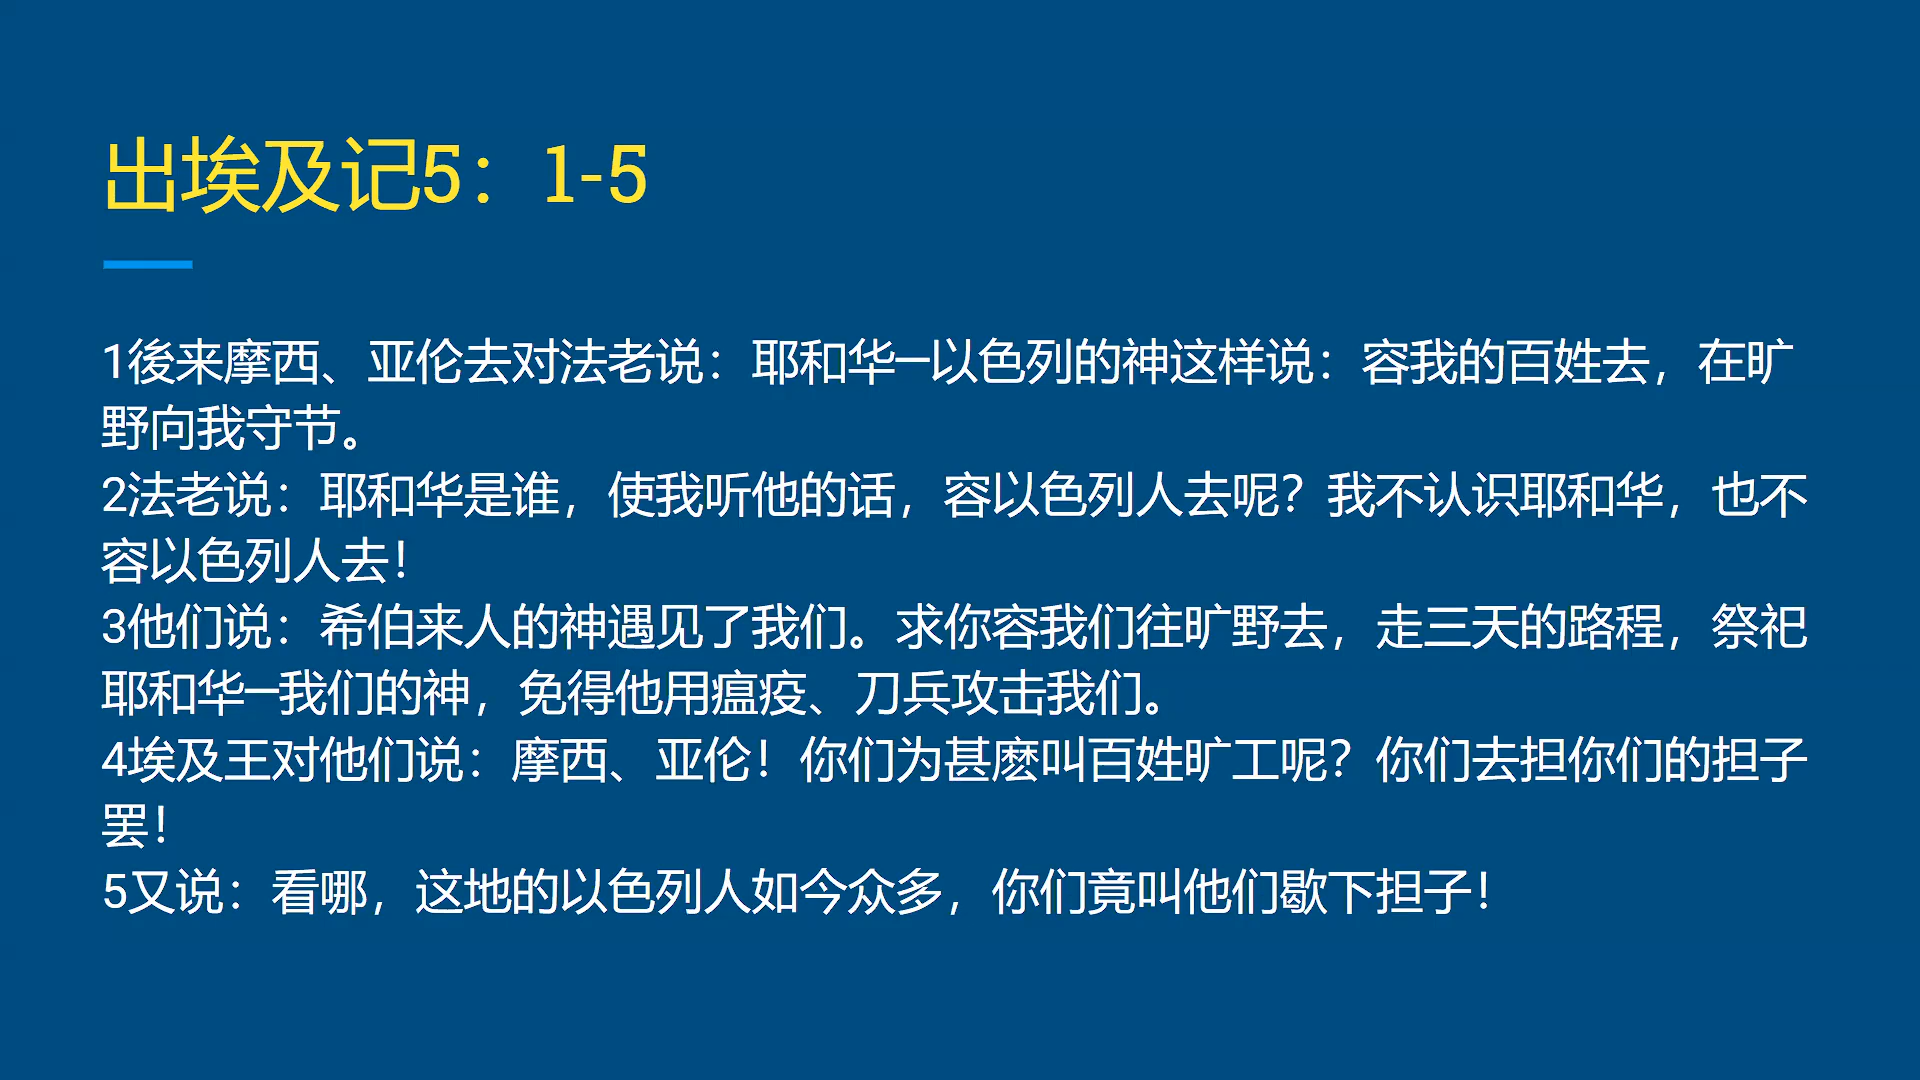 出埃及记5：1-5
1後来摩西、亚伦去对法老说：耶和华─以色列的神这样说：容我的百姓去，在旷
野向我守节。
2法老说：耶和华是谁，使我听他的话，容以色列人去呢？我不认识耶和华，也不
容以色列人去！
3他们说：希伯来人的神遇见了我们。求你容我们往旷野去，走三天的路程，祭祀
耶和华─我们的神，免得他用瘟疫、刀兵攻击我们。
4埃及王对他们说：摩西、亚伦！你们为甚麽叫百姓旷工呢？你们去担你们的担子
罢！
5又说：看哪，这地的以色列人如今众多，你们竟叫他们歇下担子！